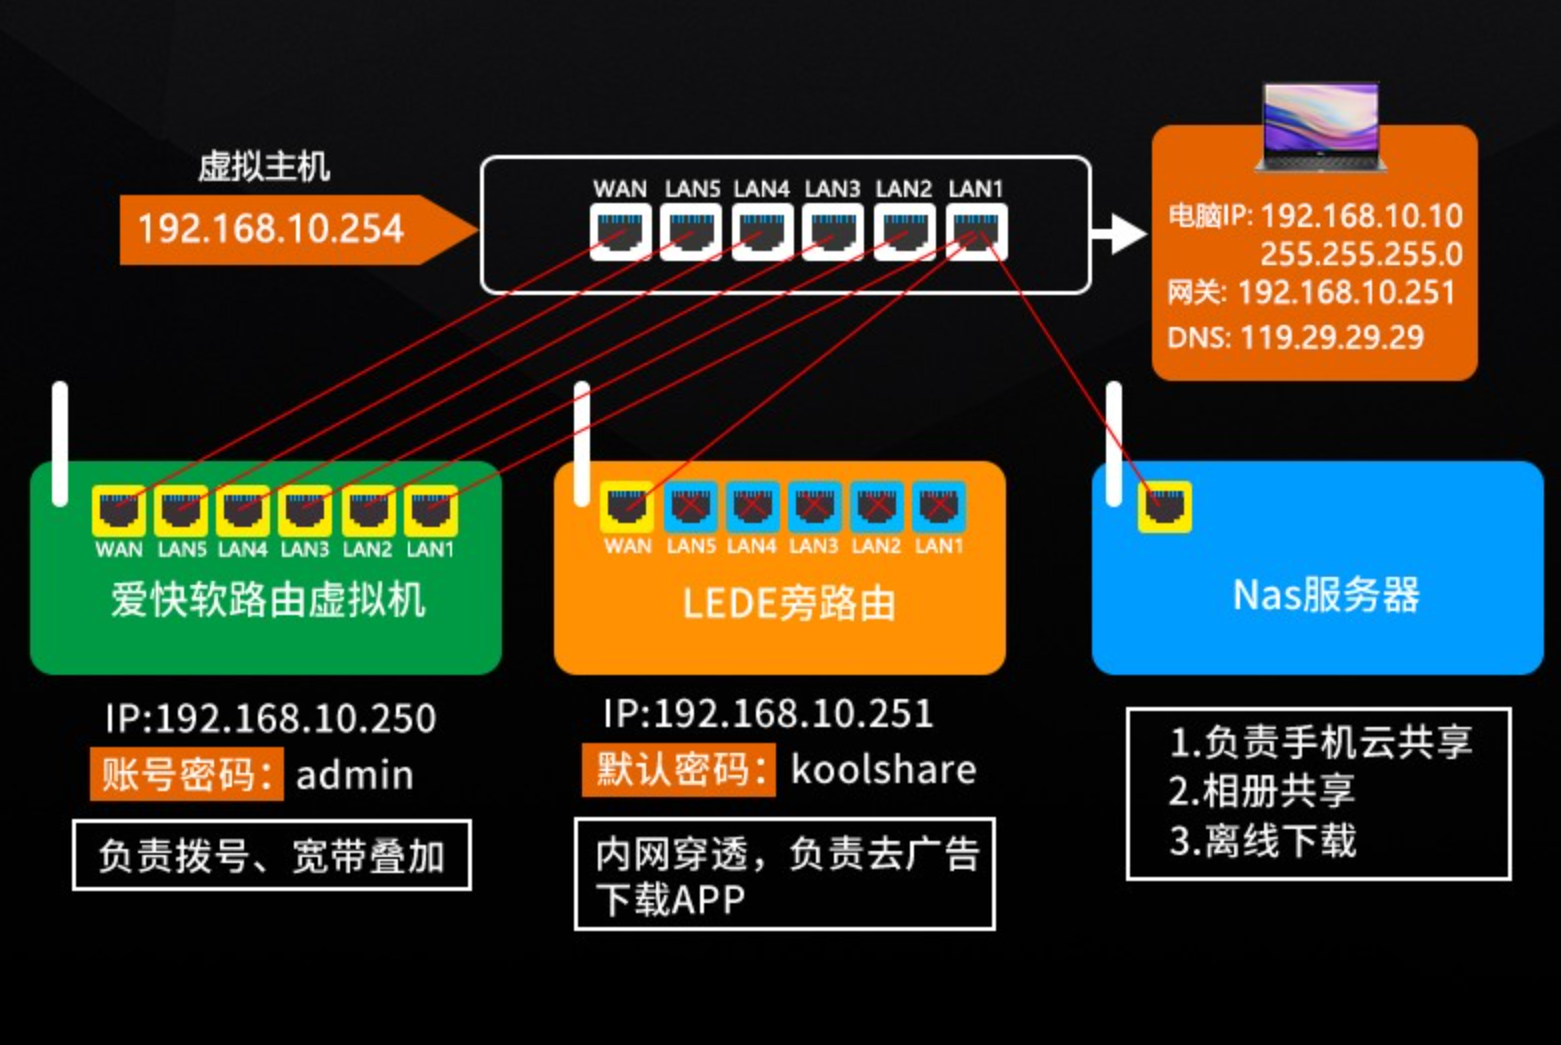 虚拟主机
192.168.10.254
WAN LAN5 LAN4 LAN3 LAN2 LAN1
电脑IP: 192.168.10.10
255.255.255.0
网关: 192.168.10.251
DNS: 119.29.29.29
WAN LAN5 LAN4 LAN3 LAN2 LAN1
爱快软路由虚拟机
IP:192.168.10.250
账号密码: admin
负责拨号、宽带叠加
WAN LAN5 LAN4 LAN3 LAN2 LAN1
LEDE旁路由
IP:192.168.10.251
默认密码: koolshare
内网穿透，负责去广告
下载APP
Nas服务器
1.负责手机云共享
2.相册共享
3.离线下载